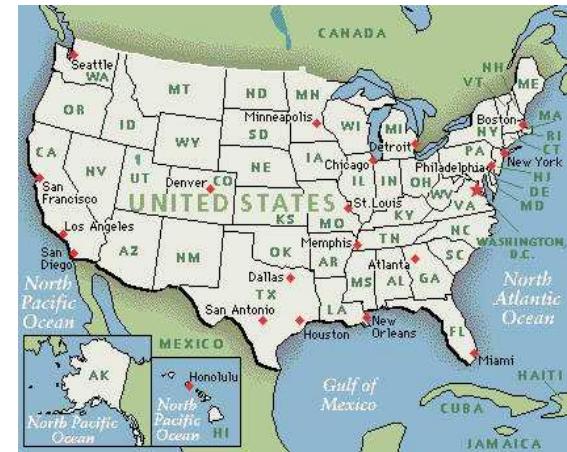 CANADA
Seattle
WA
MT
ND
MN
Minneapolis
OR
ID
WY
SD
WI
MI
Detroit
NH
VT
ME
NY
Boston
MA
RI
CT
New York
NJ
DE
MD
CA
NV
UT
Denver
CO
NE
IA
Chicago
IL
IN
OH
PA
Philadelphia
WV
VA
WASHINGTON,
D.C.
San
Francisco
UNITED STATES
KS
MO
St. Louis
KY
NC
Los Angeles
San
Diego
AZ
NM
OK
AR
Memphis
TN
SC
Atlanta
MS
AL
GA
Dallas
TX
LA
San Antonio
Houston
New
Orleans
FL
Miami
North
Pacific
Ocean
North
Atlantic
Ocean
MEXICO
Gulf of
Mexico
CUBA
HAITI
JAMAICA
AK
North Pacific
Ocean
Honolulu
North
Pacific
Ocean
HI